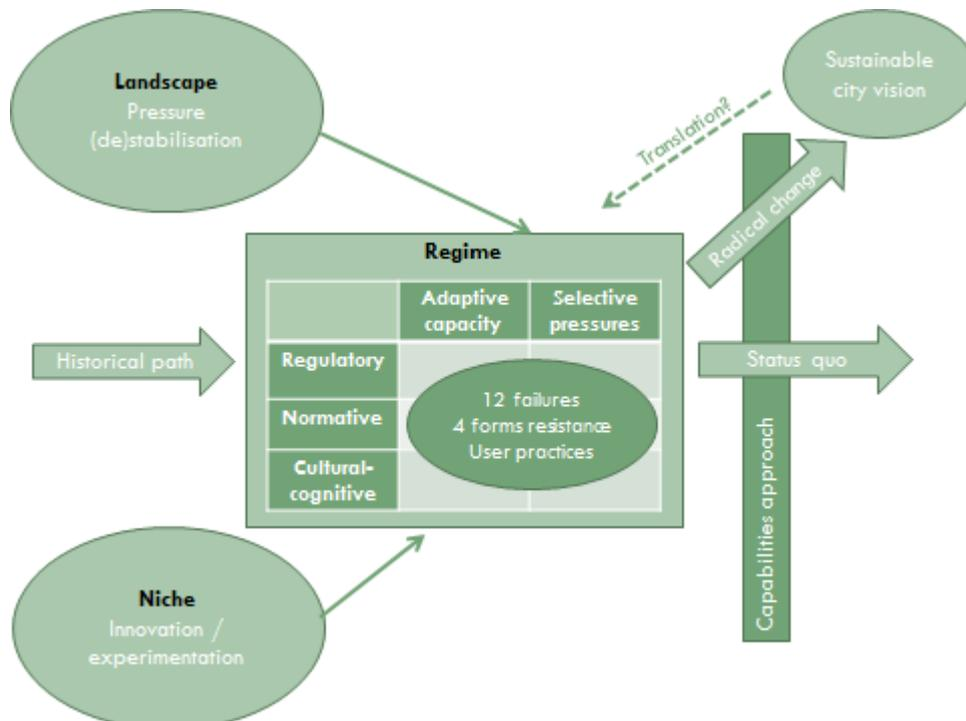 Landscape
Pressure
(de)stabilisation
Sustainable
city vision
Translation?
Radical change
Regime
Adaptive
capacity
Selective
pressures
Historical path
Regulatory
Normative
Cultural-
cognitive
12 failures
4 forms resistance
User practices
Status quo
Capabilities approach
Niche
Innovation /
experimentation